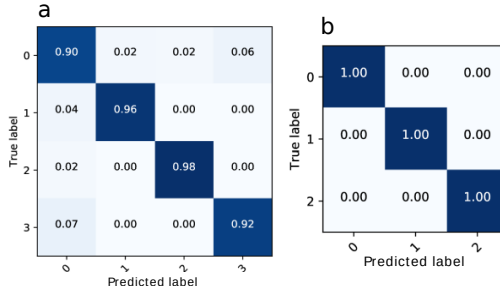 a
True label
0 0.90 0.02 0.02 0.06
1 0.04 0.96 0.00 0.00
2 0.02 0.00 0.98 0.00
3 0.07 0.00 0.00 0.92
0 1 2 3
Predicted label
b
True label
0 1.00 0.00 0.00
1 0.00 1.00 0.00
2 0.00 0.00 1.00
0 1 2
Predicted label